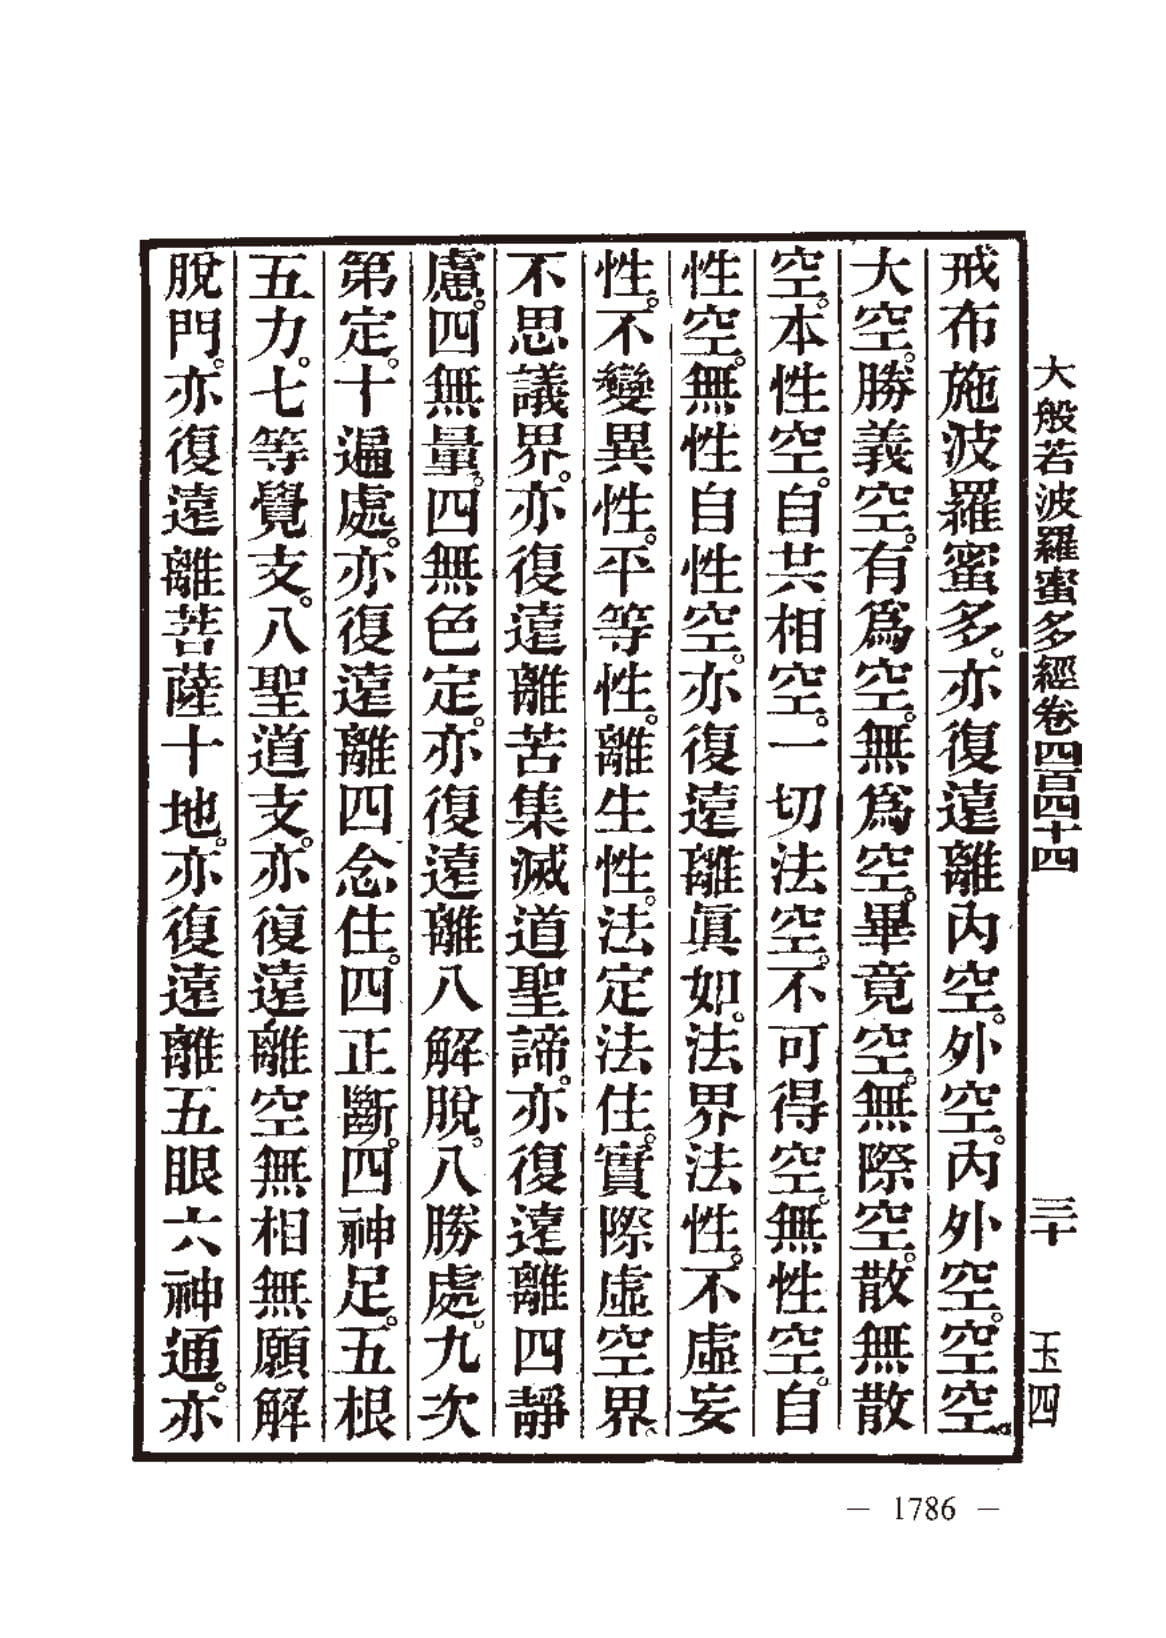 大般若波羅蜜多經卷四百四十四 三十 玉四
戒布施波羅蜜多。亦復遠離內空。外空。內外空。空空。
大空。勝義空。有爲空。無爲空。畢竟空。無際空。散無散
空。本性空。自共相空。一切法空。不可得空。無性空。自
性空。無性自性空。亦復遠離眞如。法界法性。不虛妄
性。不變異性。平等性。離生性。法定法住。實際虛空界。
不思議界。亦復遠離苦集滅道聖諦。亦復遠離四靜
慮。四無量。四無色定。亦復遠離八解脫。八勝處。九次
第定。十遍處。亦復遠離四念住。四正斷。四神足。五根
五力。七等覺支。八聖道支。亦復遠離空無相無願解
脫門。亦復遠離菩薩十地。亦復遠離五眼六神通。亦
— 1786 —